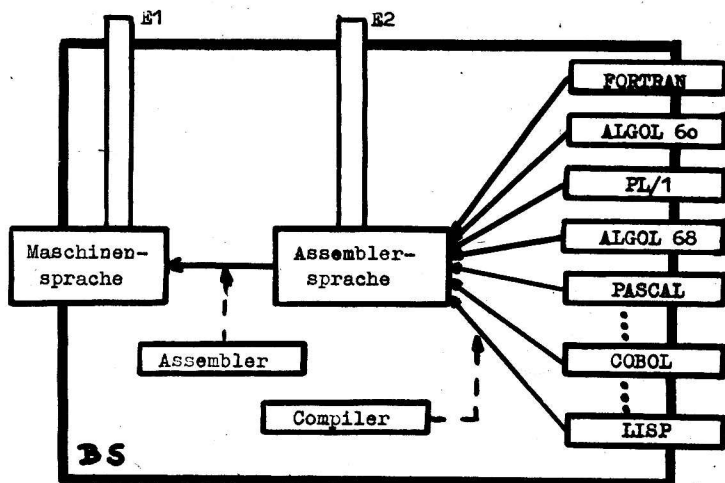 E1
E2
FORTRAN
ALGOL 6o
PL/1
ALGOL 68
Maschinen-
sprache
Assembler-
sprache
PASCAL
Assembler
COBOL
Compiler
LISP
BS